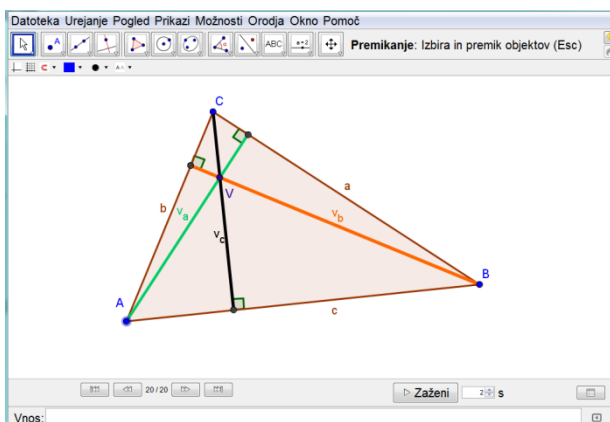 Datoteka Urejanje Pogled Prikazi Možnosti Orodja Okno Pomoč
A ABC a=2 Premikanje: Izbira in premik objektov (Esc)
C
a
b
V
v_a
v_b
v_c
B
A
c
20 / 20 Zaženi 2 s
Vnos: